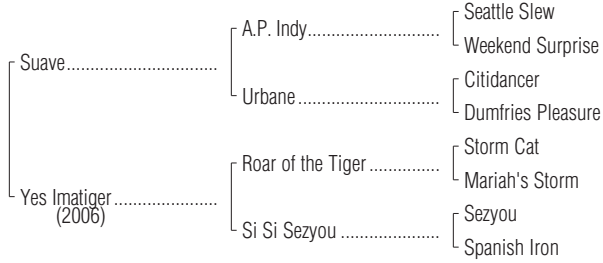 Seattle Slew
A.P. Indy
Weekend Surprise
Suave
Citidancer
Urbane
Dumfries Pleasure
Storm Cat
Roar of the Tiger
Mariah's Storm
Yes Imatiger
(2006)
Sezyou
Si Si Sezyou
Spanish Iron